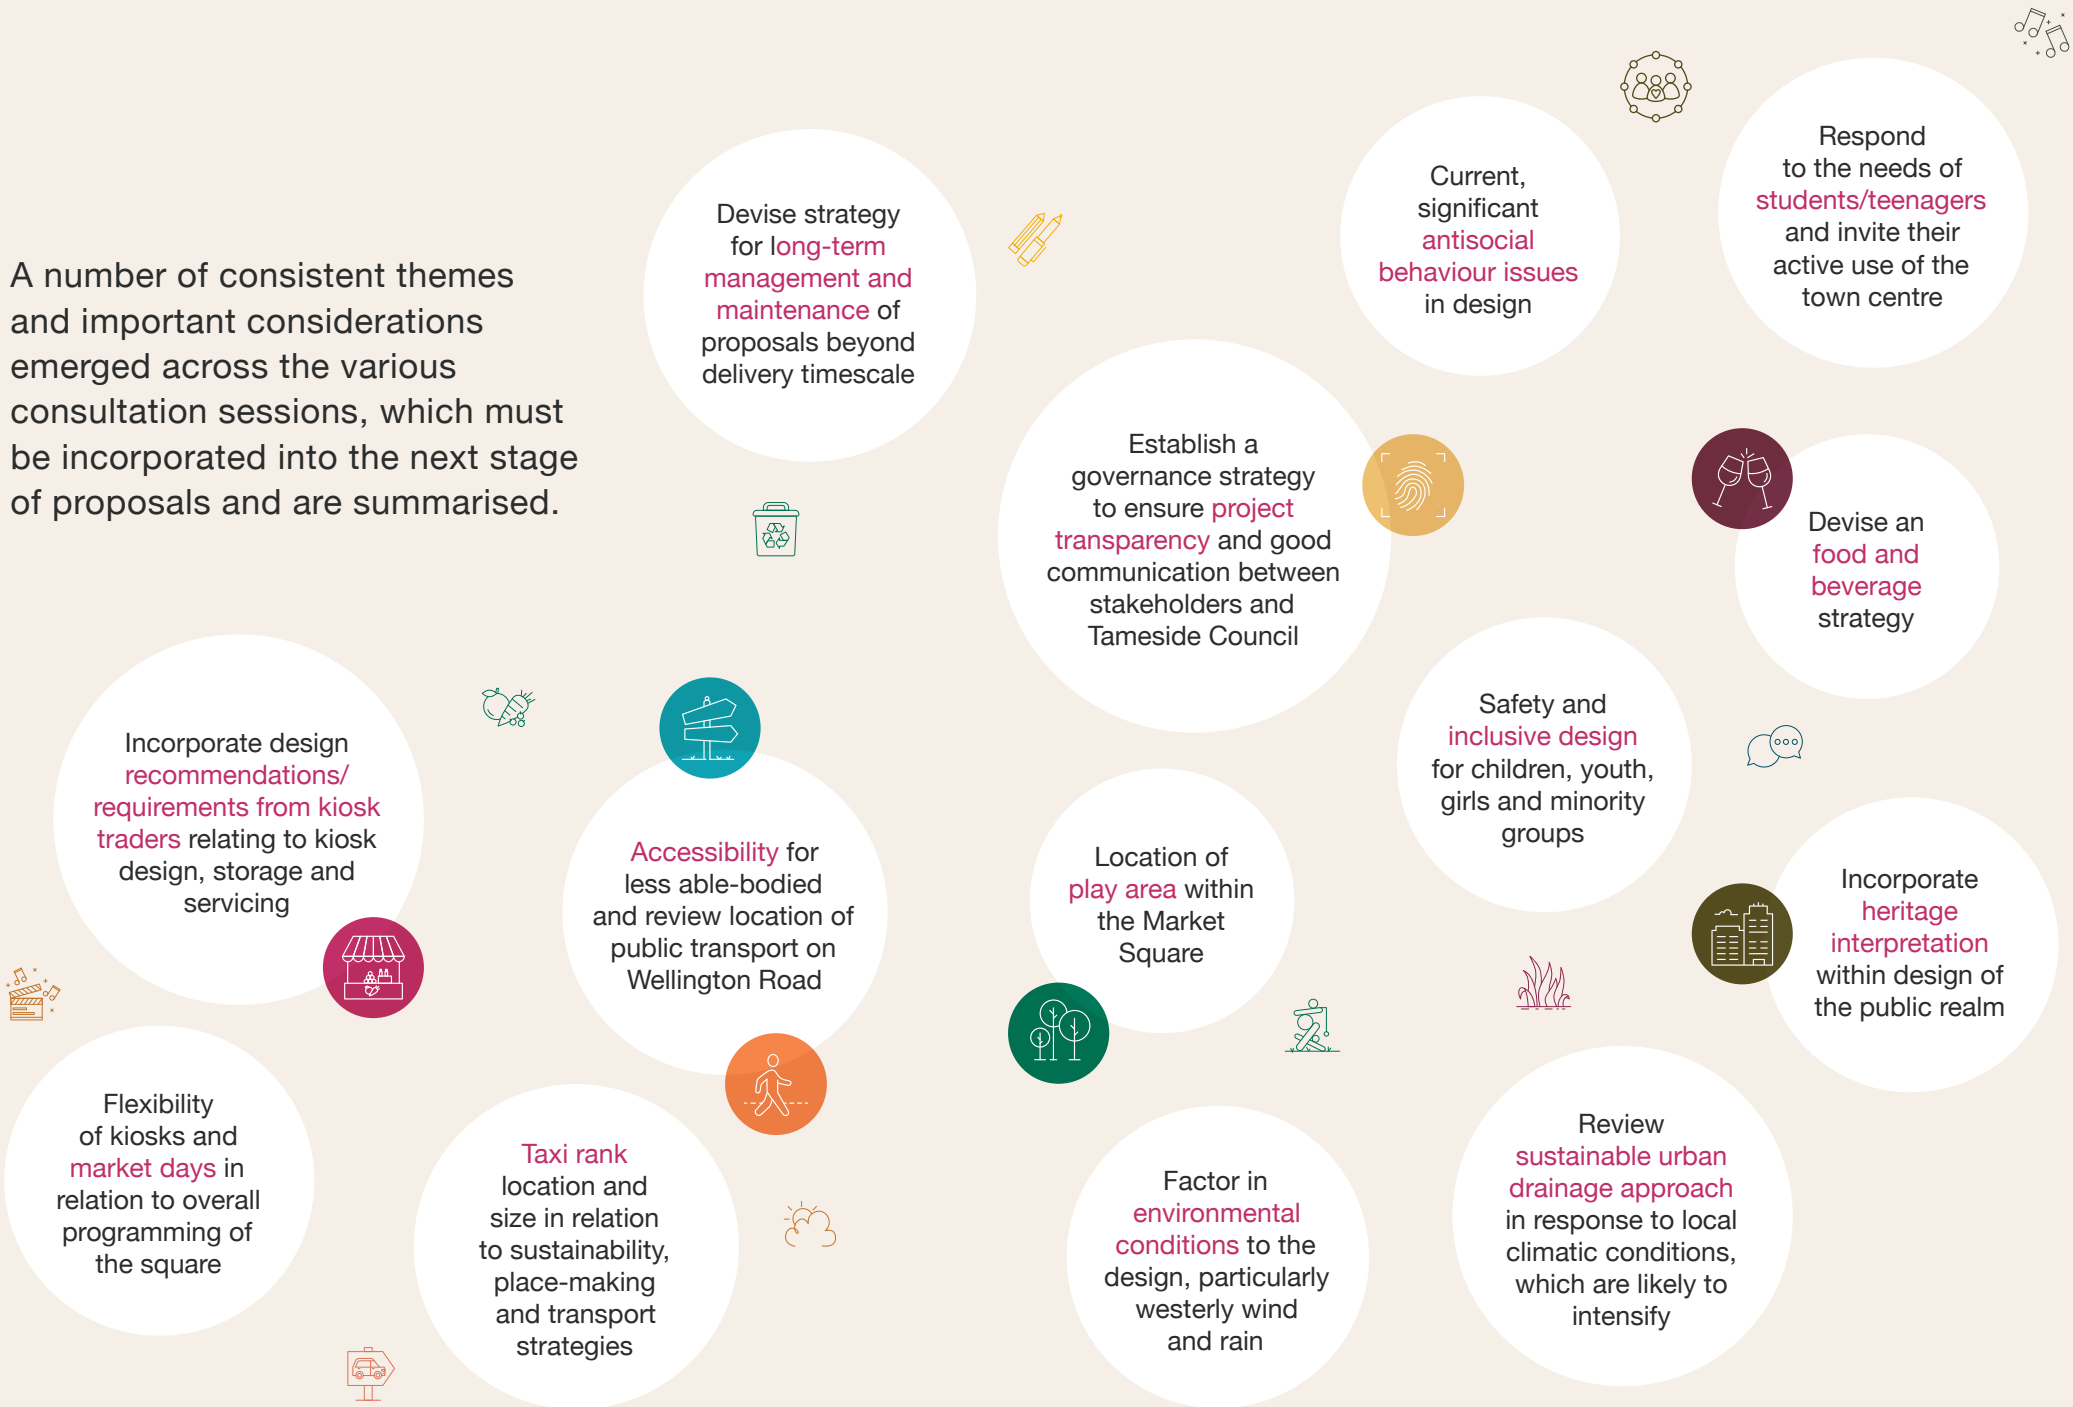 A number of consistent themes
and important considerations
emerged across the various
consultation sessions, which must
be incorporated into the next stage
of proposals and are summarised.
Devise strategy
for long-term
management and
maintenance of
proposals beyond
delivery timescale
Current,
significant
antisocial
behaviour issues
in design
Respond
to the needs of
students/teenagers
and invite their
active use of the
town centre
Establish a
governance strategy
to ensure project
transparency and good
communication between
stakeholders and
Tameside Council
Devise an
food and
beverage
strategy
Incorporate design
recommendations/
requirements from kiosk
traders relating to kiosk
design, storage and
servicing
Accessibility for
less able-bodied
and review location of
public transport on
Wellington Road
Location of
play area within
the Market
Square
Safety and
inclusive design
for children, youth,
girls and minority
groups
Incorporate
heritage
interpretation
within design of
the public realm
Flexibility
of kiosks and
market days in
relation to overall
programming of
the square
Taxi rank
location and
size in relation
to sustainability,
place-making
and transport
strategies
Factor in
environmental
conditions to the
design, particularly
westerly wind
and rain
Review
sustainable urban
drainage approach
in response to local
climatic conditions,
which are likely to
intensify